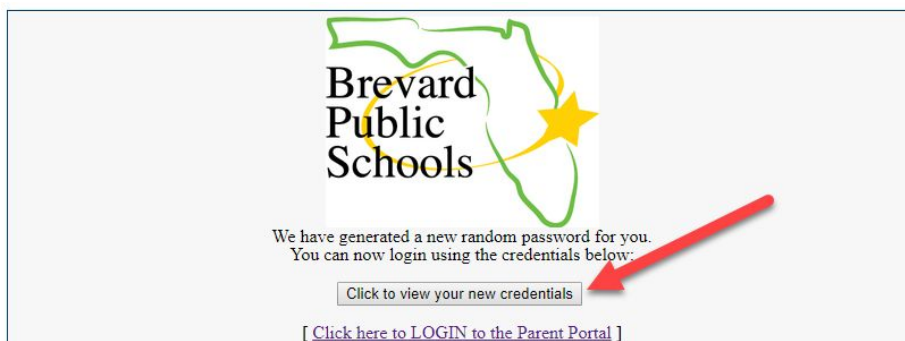 Brevard
Public
Schools
We have generated a new random password for you.
You can now login using the credentials below:
Click to view your new credentials
[ Click here to LOGIN to the Parent Portal ]